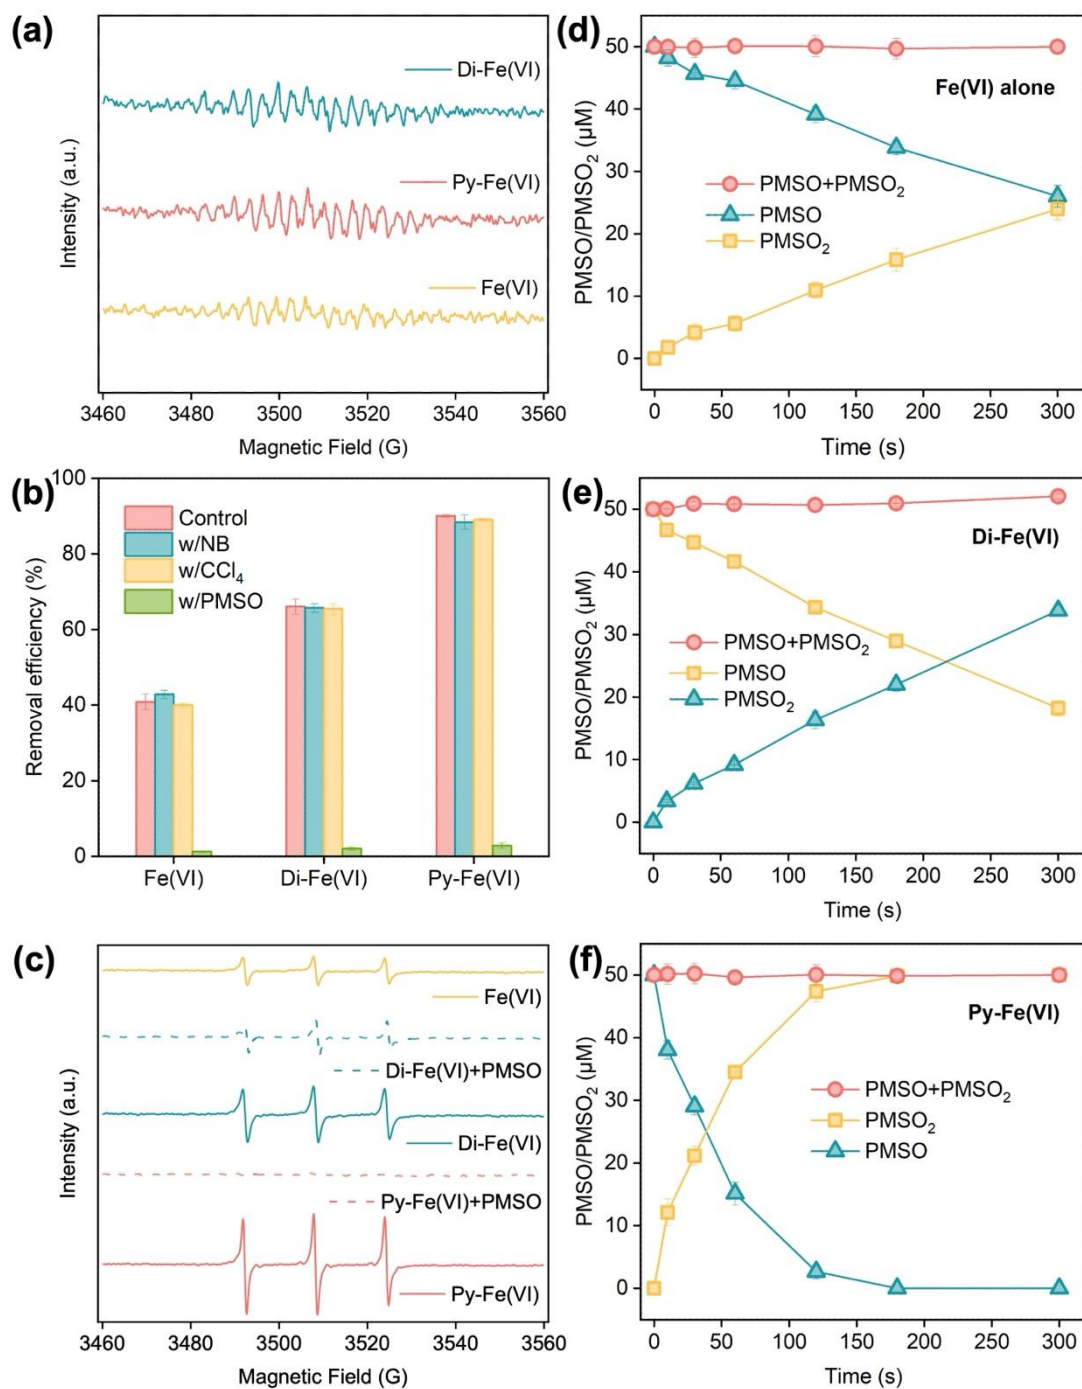 (a)
Di-Fe(VI)
Py-Fe(VI)
Fe(VI)
Intensity (a.u.)
3460 3480 3500 3520 3540 3560
Magnetic Field (G)
(d)
50
40
30
20
10
0
PMSO/PMSO₂ (µM)
Fe(VI) alone
PMSO+PMSO₂
PMSO
PMSO₂
0 50 100 150 200 250 300
Time (s)
(b)
100
80
60
40
20
0
Removal efficiency (%)
Control
w/NB
w/CCl₄
w/PMSO
Fe(VI) Di-Fe(VI) Py-Fe(VI)
(e)
50
40
30
20
10
0
PMSO/PMSO₂ (µM)
Di-Fe(VI)
PMSO+PMSO₂
PMSO
PMSO₂
0 50 100 150 200 250 300
Time (s)
(c)
Fe(VI)
Di-Fe(VI)+PMSO
Di-Fe(VI)
Py-Fe(VI)+PMSO
Py-Fe(VI)
Intensity (a.u.)
3460 3480 3500 3520 3540 3560
Magnetic Field (G)
(f)
50
40
30
20
10
0
PMSO/PMSO₂ (µM)
Py-Fe(VI)
PMSO+PMSO₂
PMSO₂
PMSO
0 50 100 150 200 250 300
Time (s)